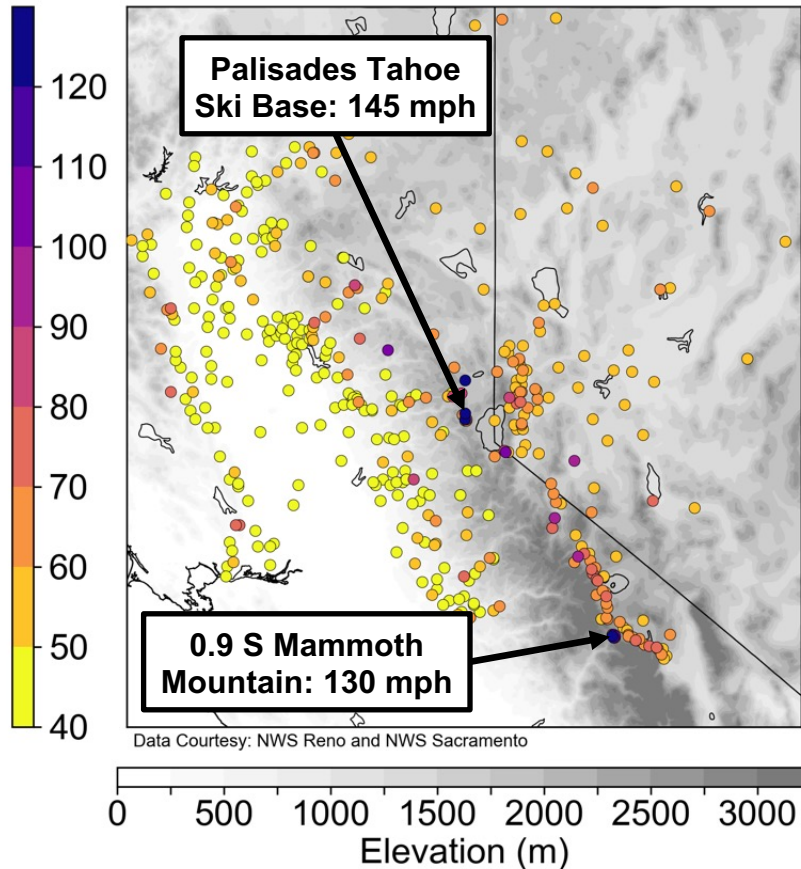 Palisades Tahoe
Ski Base: 145 mph
120
110
100
90
80
70
60
50
40
0.9 S Mammoth
Mountain: 130 mph
Data Courtesy: NWS Reno and NWS Sacramento
0 500 1000 1500 2000 2500 3000
Elevation (m)